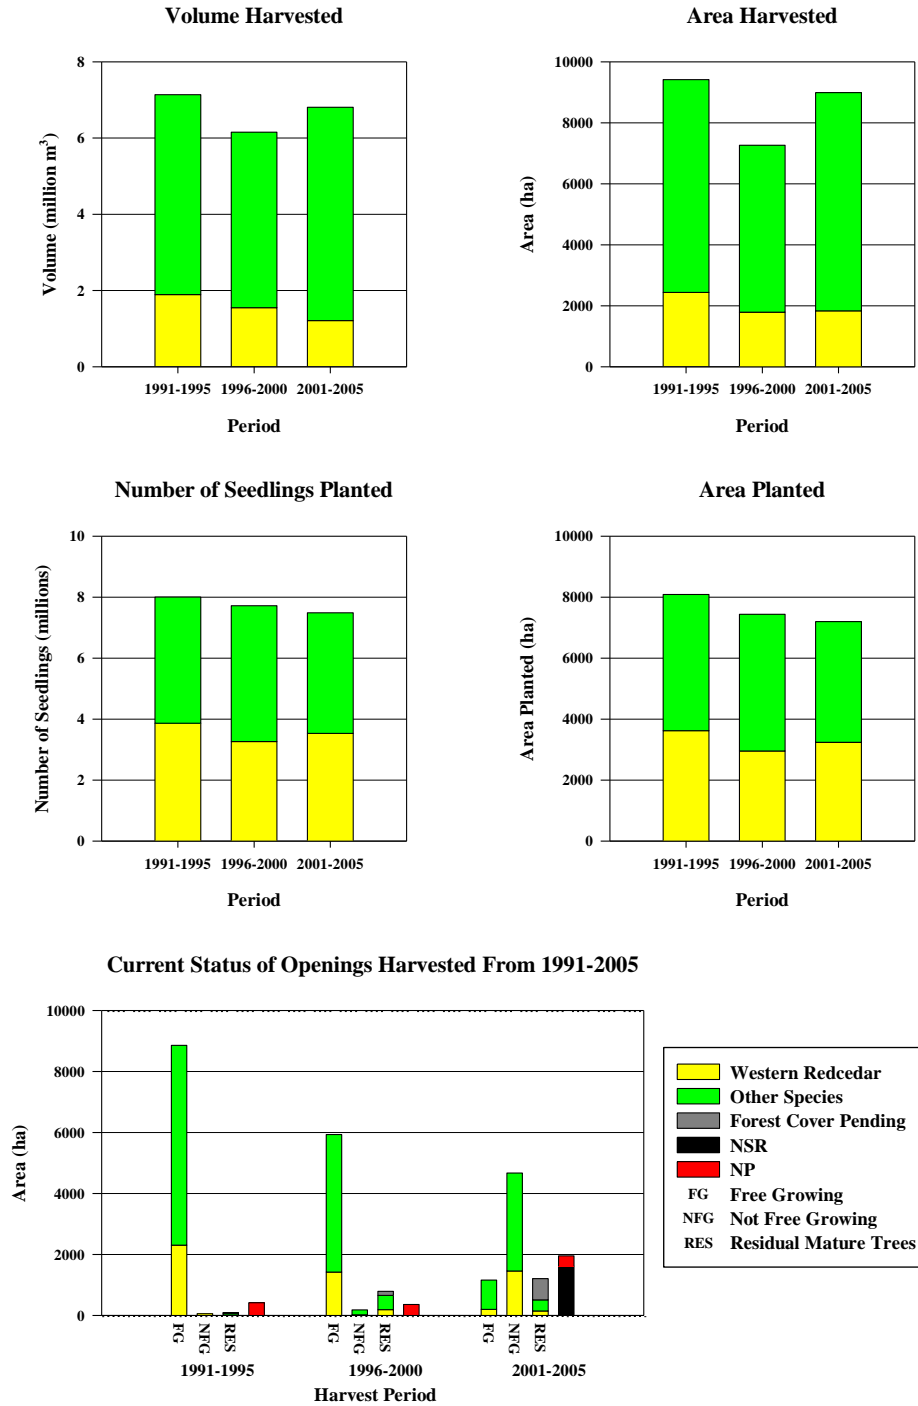 Volume Harvested
Volume (million m³)
8
6
4
2
0
1991-1995 1996-2000 2001-2005
Period
Area Harvested
Area (ha)
10000
8000
6000
4000
2000
0
1991-1995 1996-2000 2001-2005
Period
Number of Seedlings Planted
Number of Seedlings (millions)
10
8
6
4
2
0
1991-1995 1996-2000 2001-2005
Period
Area Planted
Area Planted (ha)
10000
8000
6000
4000
2000
0
1991-1995 1996-2000 2001-2005
Period
Current Status of Openings Harvested From 1991-2005
Area (ha)
10000
8000
6000
4000
2000
0
FG NFG RES FG NFG RES FG NFG RES
1991-1995 1996-2000 2001-2005
Harvest Period
Western Redcedar
Other Species
Forest Cover Pending
NSR
NP
FG Free Growing
NFG Not Free Growing
RES Residual Mature Trees